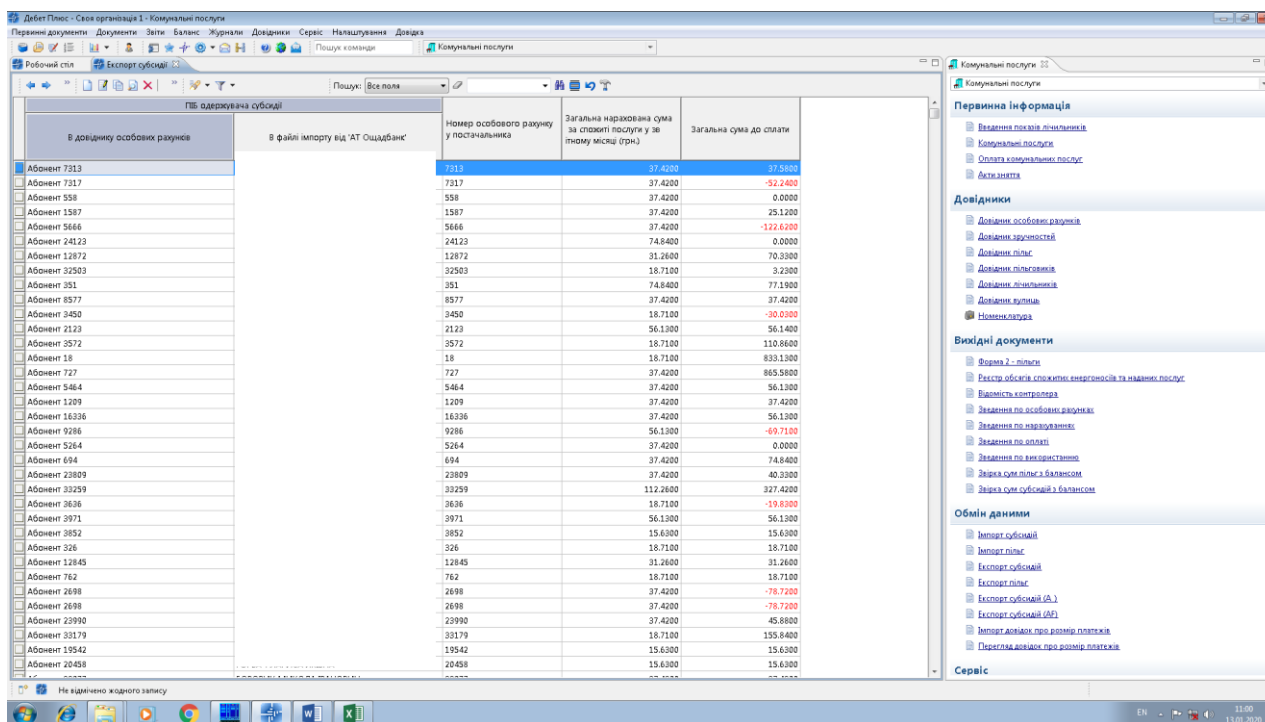 Дебет Плюс - Своя організація 1 - Комунальні послуги
Первинні документи Документи Звіти Баланс Журнали Довідники Сервіс Налаштування Довідка
Пошук команди Комунальні послуги
Робочий стіл Експорт субсидії
Пошук: Все поля
ПІБ одержувача субсидії
В довіднику особових рахунків
В файлі імпорту від 'АТ Ощадбанк'
Номер особового рахунку у постачальника
Загальна нарахована сума за спожиті послуги у зв ітному місяці (грн.)
Загальна сума до сплати
Абонент 7313 7313 37.4200 37.5800
Абонент 7317 7317 37.4200 -52.2400
Абонент 558 558 37.4200 0.0000
Абонент 1587 1587 37.4200 25.1200
Абонент 5666 5666 37.4200 -122.6200
Абонент 24123 24123 74.8400 0.0000
Абонент 12872 12872 31.2600 70.3300
Абонент 32503 32503 18.7100 3.2300
Абонент 351 351 74.8400 77.1900
Абонент 8577 8577 37.4200 37.4200
Абонент 3450 3450 18.7100 -30.0300
Абонент 2123 2123 56.1300 56.1400
Абонент 3572 3572 18.7100 110.8600
Абонент 18 18 18.7100 833.1300
Абонент 727 727 37.4200 865.5800
Абонент 5464 5464 37.4200 56.1300
Абонент 1209 1209 37.4200 37.4200
Абонент 16336 16336 37.4200 56.1300
Абонент 9286 9286 56.1300 -69.7100
Абонент 5264 5264 37.4200 0.0000
Абонент 694 694 37.4200 74.8400
Абонент 23809 23809 37.4200 40.3300
Абонент 33259 33259 112.2600 327.4200
Абонент 3636 3636 18.7100 -19.8300
Абонент 3971 3971 56.1300 56.1300
Абонент 3852 3852 15.6300 15.6300
Абонент 326 326 18.7100 18.7100
Абонент 12845 12845 31.2600 31.2600
Абонент 762 762 18.7100 18.7100
Абонент 2698 2698 37.4200 -78.7200
Абонент 2698 2698 37.4200 -78.7200
Абонент 23990 23990 37.4200 45.8800
Абонент 33179 33179 18.7100 155.8400
Абонент 19542 19542 15.6300 15.6300
Абонент 20458 20458 15.6300 15.6300
Не відмічено жодного запису
Комунальні послуги
Комунальні послуги
Первинна інформація
Введення показів лічильників
Комунальні послуги
Оплата комунальних послуг
Акти зняття
Довідники
Довідник особових рахунків
Довідник зручностей
Довідник пільг
Довідник пільговиків
Довідник лічильників
Довідник вулиць
Номенклатура
Вихідні документи
Форма 2 - пільги
Реєстр обсягів спожитих енергоносіїв та наданих послуг
Відомість контролера
Зведення по особових рахунках
Зведення по нарахуваннях
Зведення по оплаті
Зведення по використанню
Звірка сум пільг з балансом
Звірка сум субсидій з балансом
Обмін даними
Імпорт субсидій
Імпорт пільг
Експорт субсидій
Експорт пільг
Експорт субсидій (А_)
Експорт субсидій (АF)
Імпорт довідок про розмір платежів
Перегляд довідок про розмір платежів
Сервіс
EN 11:00
13.01.2020